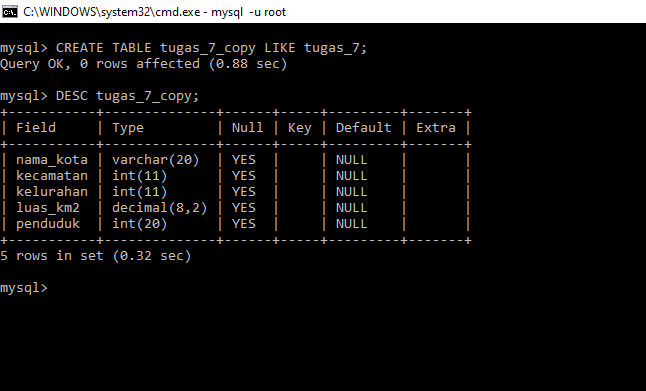 C:\WINDOWS\system32\cmd.exe - mysql  -u root
mysql> CREATE TABLE tugas_7_copy LIKE tugas_7;
Query OK, 0 rows affected (0.88 sec)
mysql> DESC tugas_7_copy;
+-----------+--------------+------+-----+---------+-------+
| Field     | Type         | Null | Key | Default | Extra |
+-----------+--------------+------+-----+---------+-------+
| nama_kota | varchar(20)  | YES  |     | NULL    |       |
| kecamatan | int(11)      | YES  |     | NULL    |       |
| kelurahan | int(11)      | YES  |     | NULL    |       |
| luas_km2  | decimal(8,2) | YES  |     | NULL    |       |
| penduduk  | int(20)      | YES  |     | NULL    |       |
+-----------+--------------+------+-----+---------+-------+
5 rows in set (0.32 sec)
mysql>